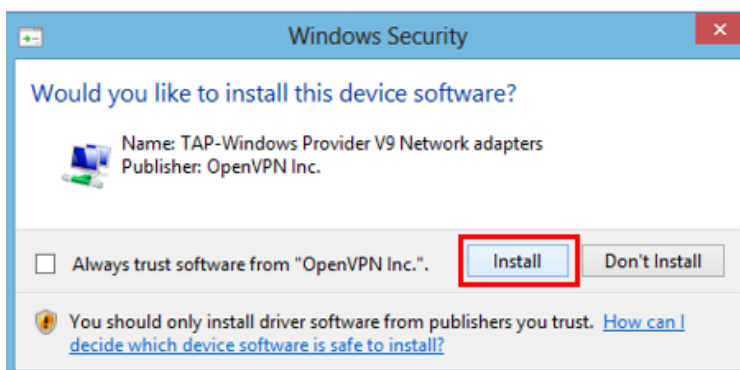 Windows Security
Would you like to install this device software?
Name: TAP-Windows Provider V9 Network adapters
Publisher: OpenVPN Inc.
Always trust software from "OpenVPN Inc.".
Install
Don't Install
You should only install driver software from publishers you trust. How can I
decide which device software is safe to install?